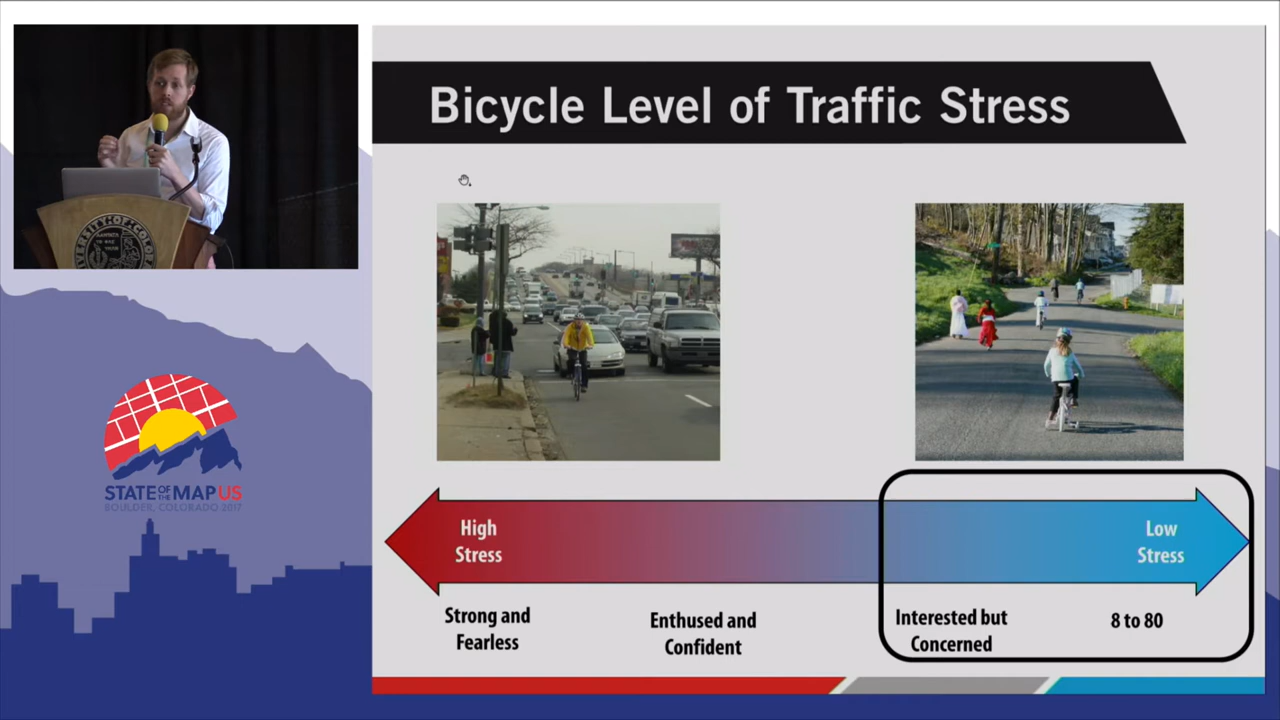 Bicycle Level of Traffic Stress
High
Stress
Low
Stress
Strong and
Fearless
Enthused and
Confident
Interested but
Concerned
8 to 80
STATE OF THE MAP US
BOULDER, COLORADO 2017